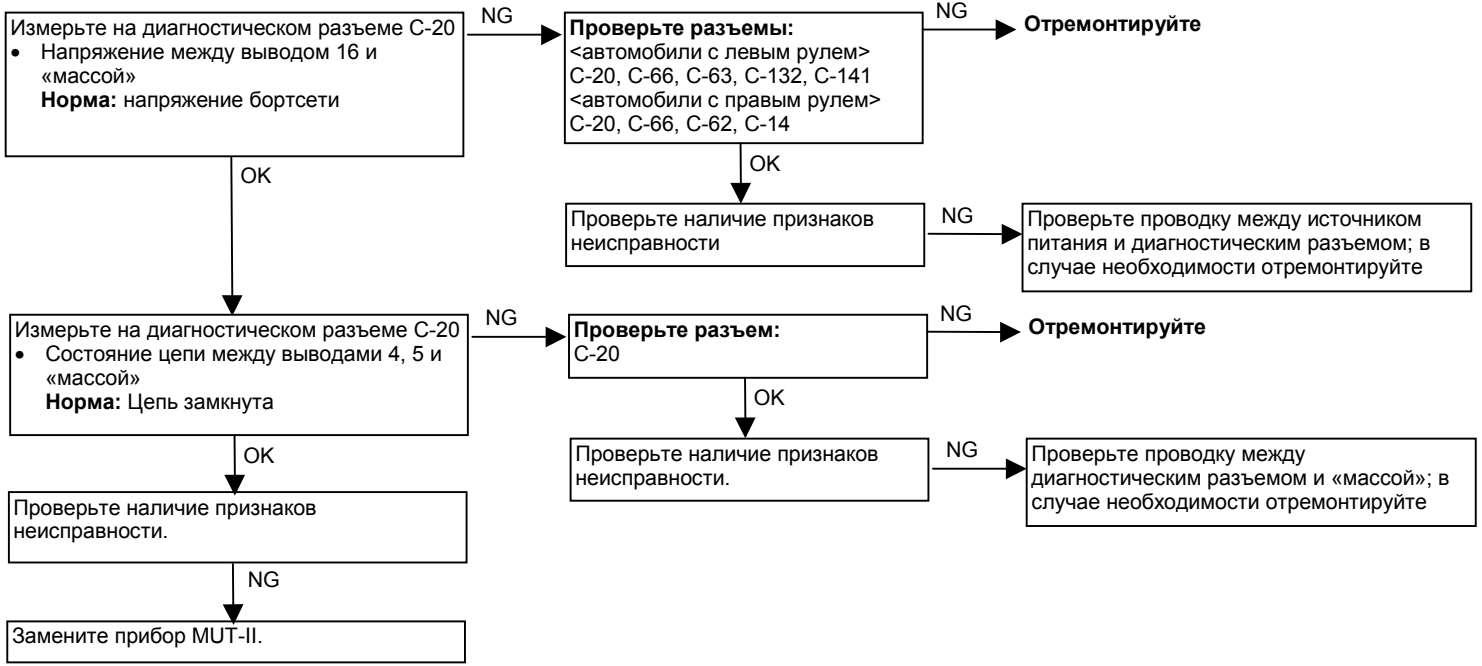 Измерьте на диагностическом разъеме C-20
• Напряжение между выводом 16 и
«массой»
Норма: напряжение бортсети
NG
Проверьте разъемы:
<автомобили с левым рулем>
C-20, C-66, C-63, C-132, C-141
<автомобили с правым рулем>
C-20, C-66, C-62, C-14
NG
Отремонтируйте
OK
OK
Проверьте наличие признаков
неисправности
NG
Проверьте проводку между источником
питания и диагностическим разъемом; в
случае необходимости отремонтируйте
Измерьте на диагностическом разъеме C-20
• Состояние цепи между выводами 4, 5 и
«массой»
Норма: Цепь замкнута
NG
Проверьте разъем:
C-20
NG
Отремонтируйте
OK
OK
Проверьте наличие признаков
неисправности.
NG
Проверьте проводку между
диагностическим разъемом и «массой»; в
случае необходимости отремонтируйте
Проверьте наличие признаков
неисправности.
NG
Замените прибор MUT-II.